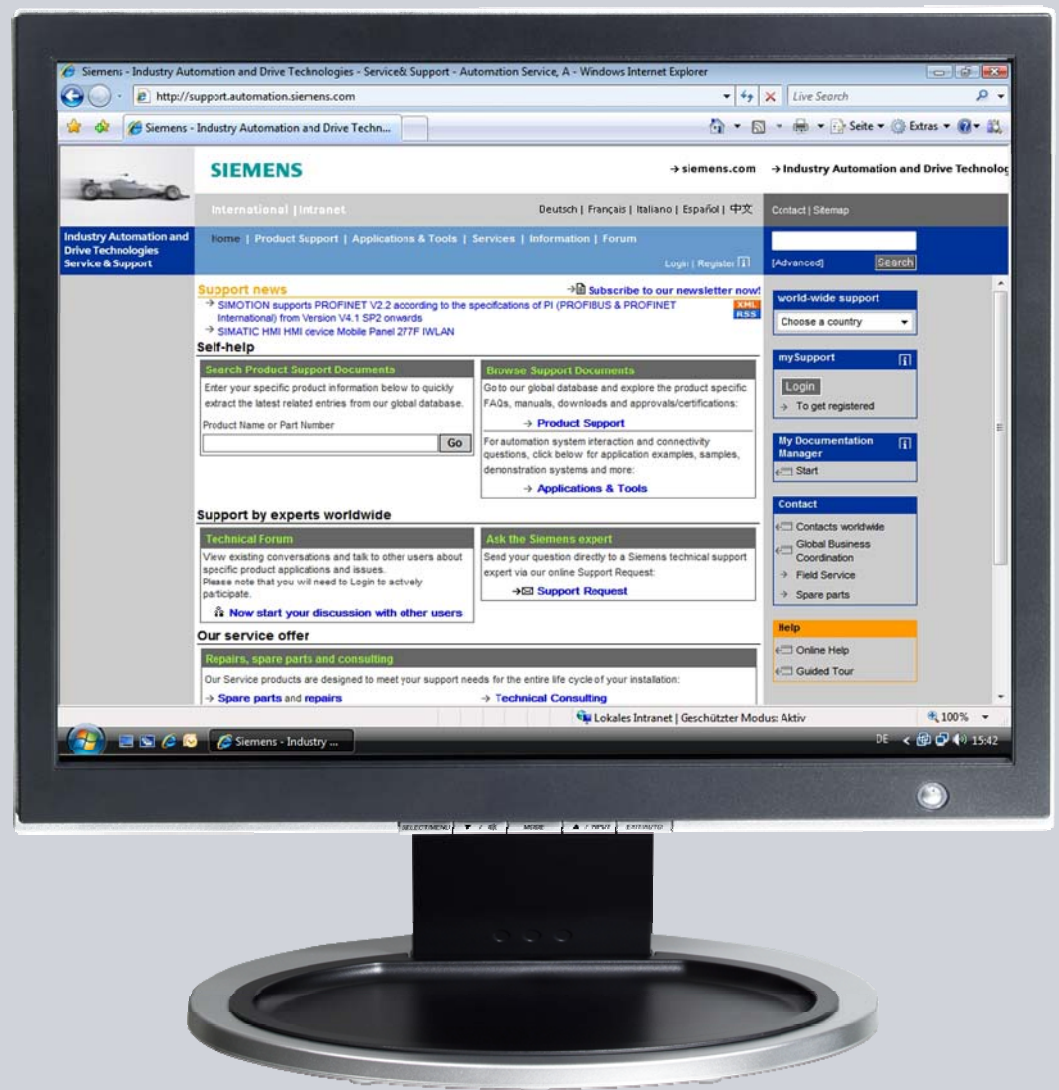 Siemens - Industry Automation and Drive Technologies - Service& Support - Automation Service, A - Windows Internet Explorer
http://support.automation.siemens.com
Live Search
Siemens - Industry Automation and Drive Techn...
Seite
Extras
SIEMENS
→ siemens.com → Industry Automation and Drive Technolog
International | Intranet
Deutsch | Français | Italiano | Español | 中文
Contact | Sitemap
Industry Automation and
Drive Technologies
Service & Support
Home | Product Support | Applications & Tools | Services | Information | Forum
Login | Register
[Advanced] Search
Support news
→ Subscribe to our newsletter now!
→ SIMOTION supports PROFINET V2.2 according to the specifications of PI (PROFIBUS & PROFINET
International) from Version V4.1 SP2 onwards
XML
RSS
→ SIMATIC HMI HMI device Mobile Panel 277F IWLAN
Self-help
Search Product Support Documents
Enter your specific product information below to quickly
extract the latest related entries from our global database.
Product Name or Part Number
Go
Browse Support Documents
Go to our global database and explore the product specific
FAQs, manuals, downloads and approvals/certifications:
→ Product Support
For automation system interaction and connectivity
questions, click below for application examples, samples,
demonstration systems and more:
→ Applications & Tools
Support by experts worldwide
Technical Forum
View existing conversations and talk to other users about
specific product applications and issues.
Please note that you will need to Login to actively
participate.
Now start your discussion with other users
Ask the Siemens expert
Send your question directly to a Siemens technical support
expert via our online Support Request:
→ Support Request
Our service offer
Repairs, spare parts and consulting
Our Service products are designed to meet your support needs for the entire life cycle of your installation:
→ Spare parts and repairs
→ Technical Consulting
world-wide support
Choose a country
mySupport
Login
→ To get registered
My Documentation
Manager
Start
Contact
Contacts worldwide
Global Business
Coordination
→ Field Service
→ Spare parts
Help
Online Help
Guided Tour
Lokales Intranet | Geschützter Modus: Aktiv
100%
Siemens - Industry ...
DE
15:42
SELECT/MENU
MODE
/ INPUT
EXIT/AUTO